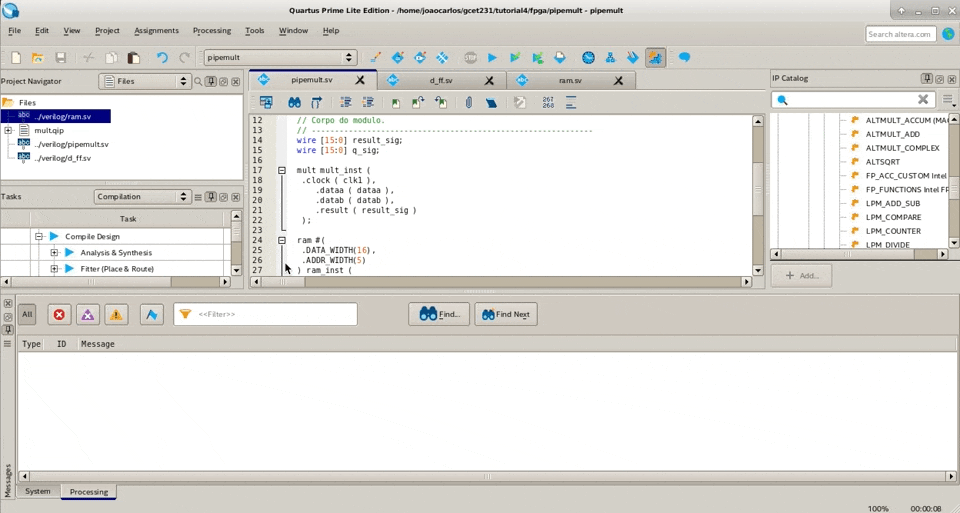 Quartus Prime Lite Edition - /home/joaocarlos/gcet231/tutorial4/fpga/pipemult - pipemult
File Edit View Project Assignments Processing Tools Window Help
Search altera.com
pipemult
Project Navigator Files
Files
../verilog/ram.sv
mult.qip
../verilog/pipemult.sv
../verilog/d_ff.sv
Tasks Compilation
Task
Compile Design
Analysis & Synthesis
Fitter (Place & Route)
pipemult.sv d_ff.sv ram.sv
267
268
12 // Corpo do modulo.
13 // ------------------------------------------------------------
14 wire [15:0] result_sig;
15 wire [15:0] q_sig;
16
17 mult mult_inst (
18 .clock ( clk1 ),
19 .dataa ( dataa ),
20 .datab ( datab ),
21 .result ( result_sig )
22 );
23
24 ram #(
25 .DATA_WIDTH(16),
26 .ADDR_WIDTH(5)
27 ) ram_inst (
IP Catalog
ALTMULT_ACCUM (MA
ALTMULT_ADD
ALTMULT_COMPLEX
ALTSQRT
FP_ACC_CUSTOM Intel
FP_FUNCTIONS Intel FP
LPM_ADD_SUB
LPM_COMPARE
LPM_COUNTER
LPM_DIVIDE
+ Add...
All <<Filter>> Find... Find Next
Type ID Message
Messages
System Processing
100% 00:00:08